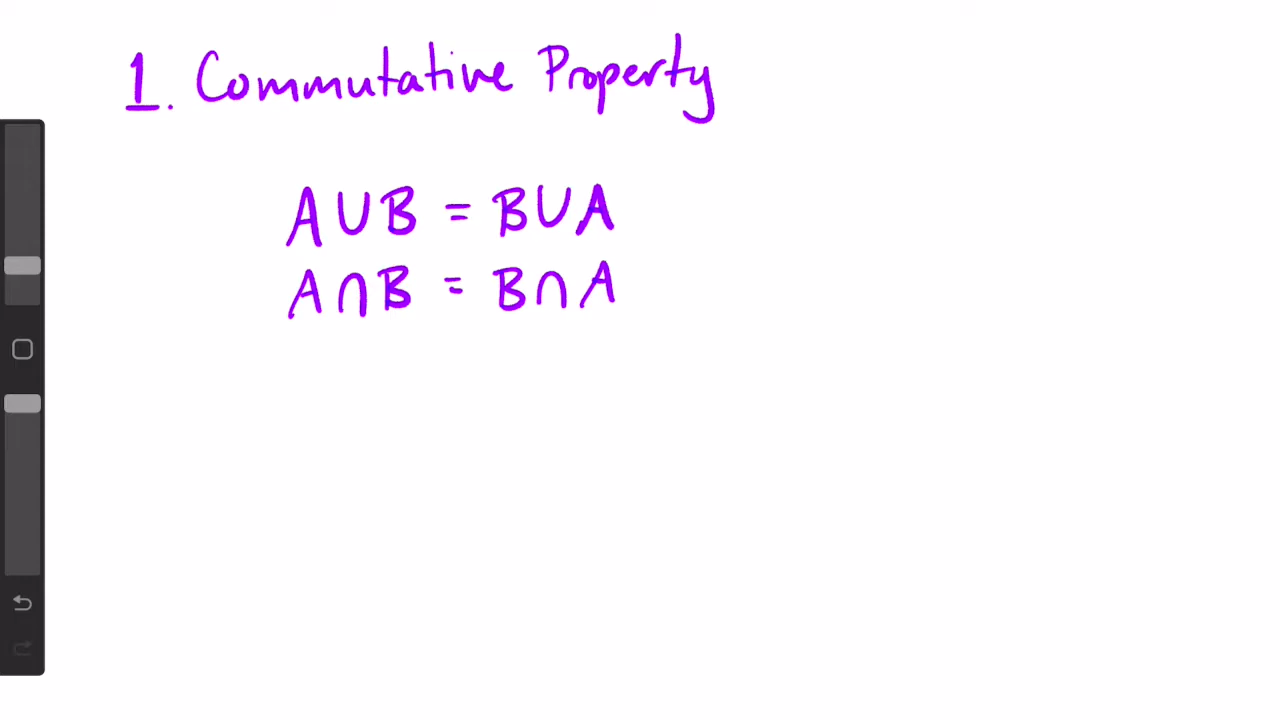 1. Commutative Property
A ∪ B = B ∪ A
A ∩ B = B ∩ A